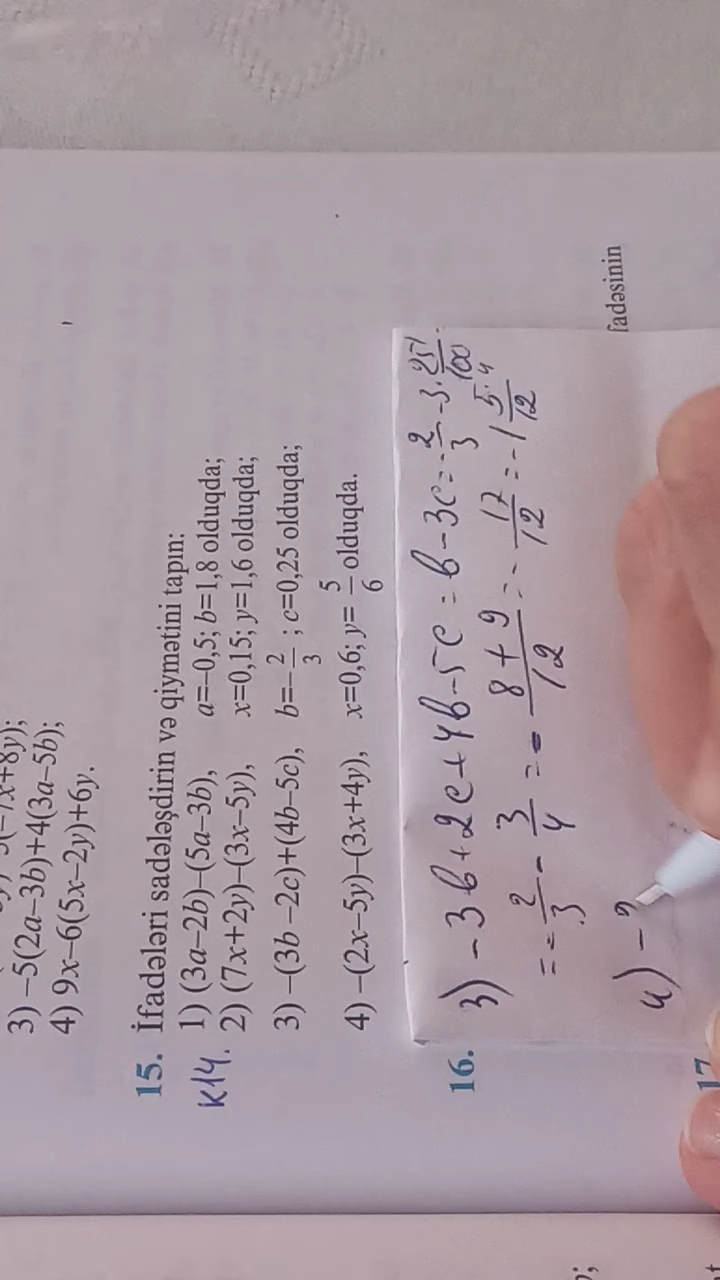 3) –5(2a–3b)+4(3a–5b);
4) 9x–6(5x–2y)+6y.
15. İfadələri sadələşdirin və qiymətini tapın:
K14. 1) (3a–2b)–(5a–3b), a=–0,5; b=1,8 olduqda;
2) (7x+2y)–(3x–5y), x=0,15; y=1,6 olduqda;
3) –(3b–2c)+(4b–5c), b=–2/3; c=0,25 olduqda;
4) –(2x–5y)–(3x+4y), x=0,6; y=5/6 olduqda.
16.
3) –3b+2c+4b–5c = b–3c = –2/3 –3·25/100 =
= –2/3 – 3/4 = – 8+9/12 = – 17/12 = –1 5/12
4) –
fadəsinin
17